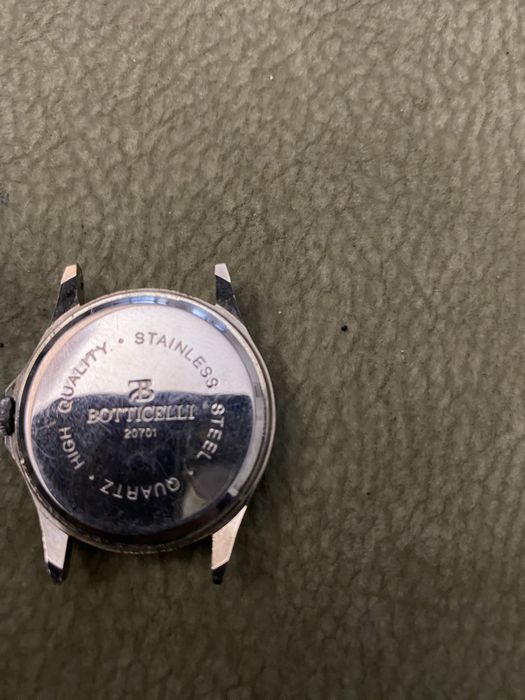 HIGH QUALITY • STAINLESS STEEL • QUARTZ •
B
BOTTICELLI
20701